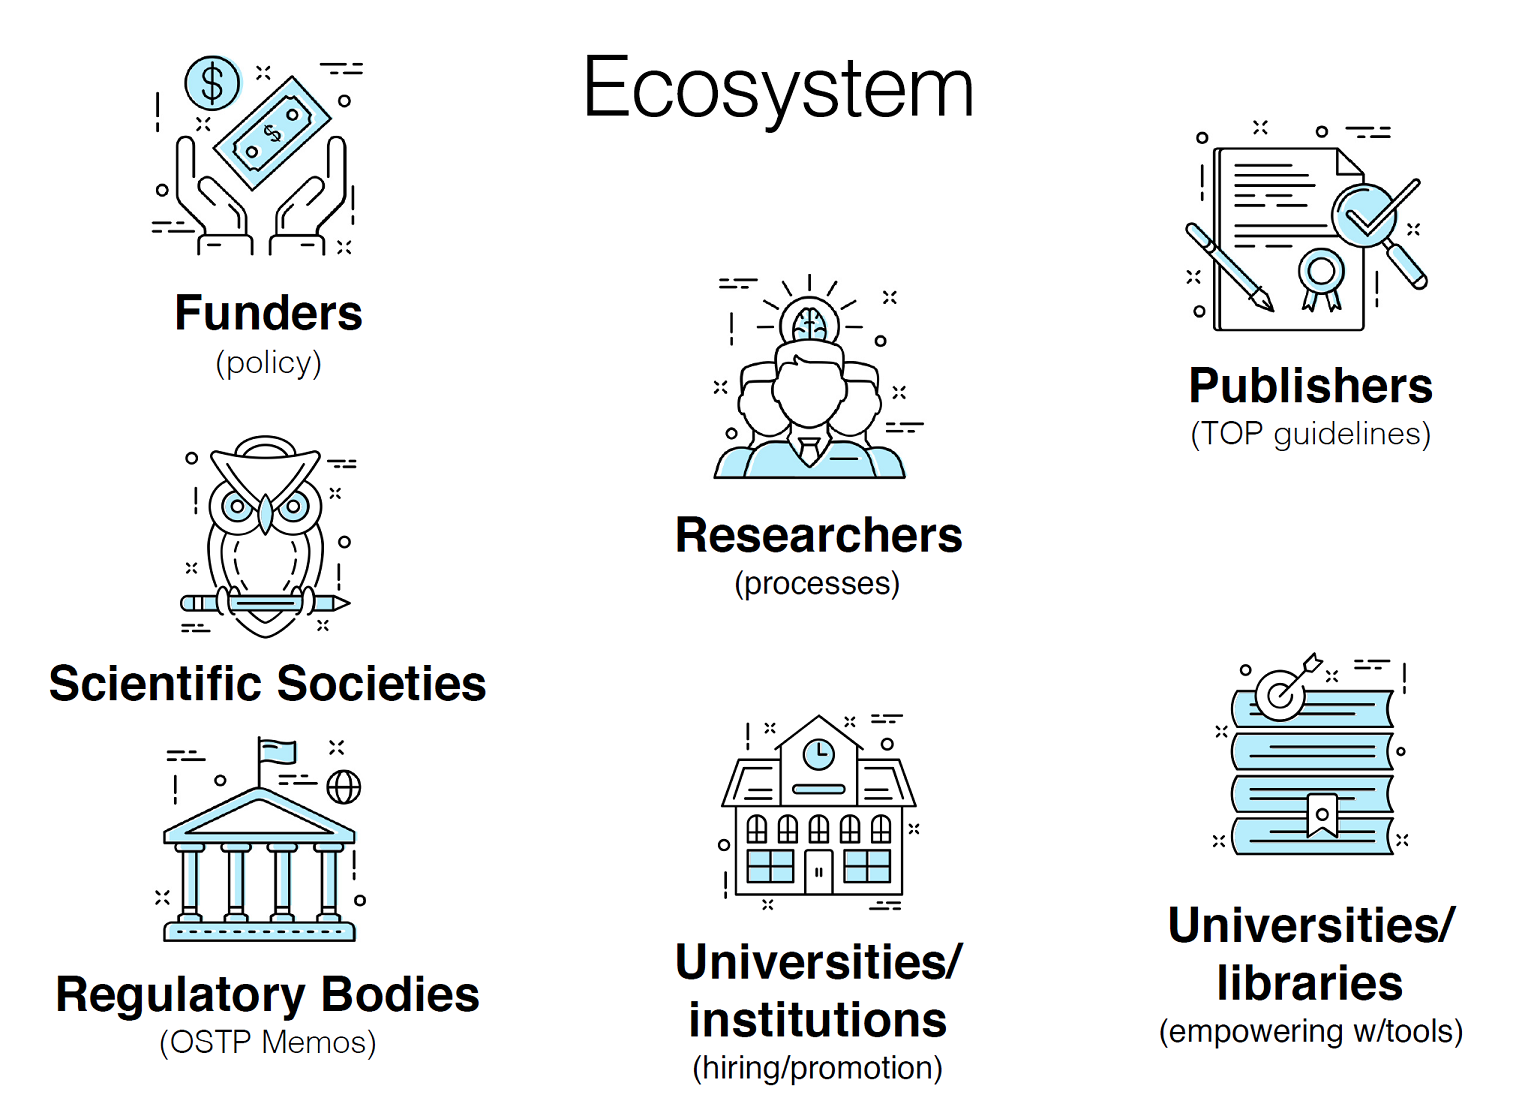 Ecosystem
Funders
(policy)
Publishers
(TOP guidelines)
Researchers
(processes)
Scientific Societies
Regulatory Bodies
(OSTP Memos)
Universities/
institutions
(hiring/promotion)
Universities/
libraries
(empowering w/tools)